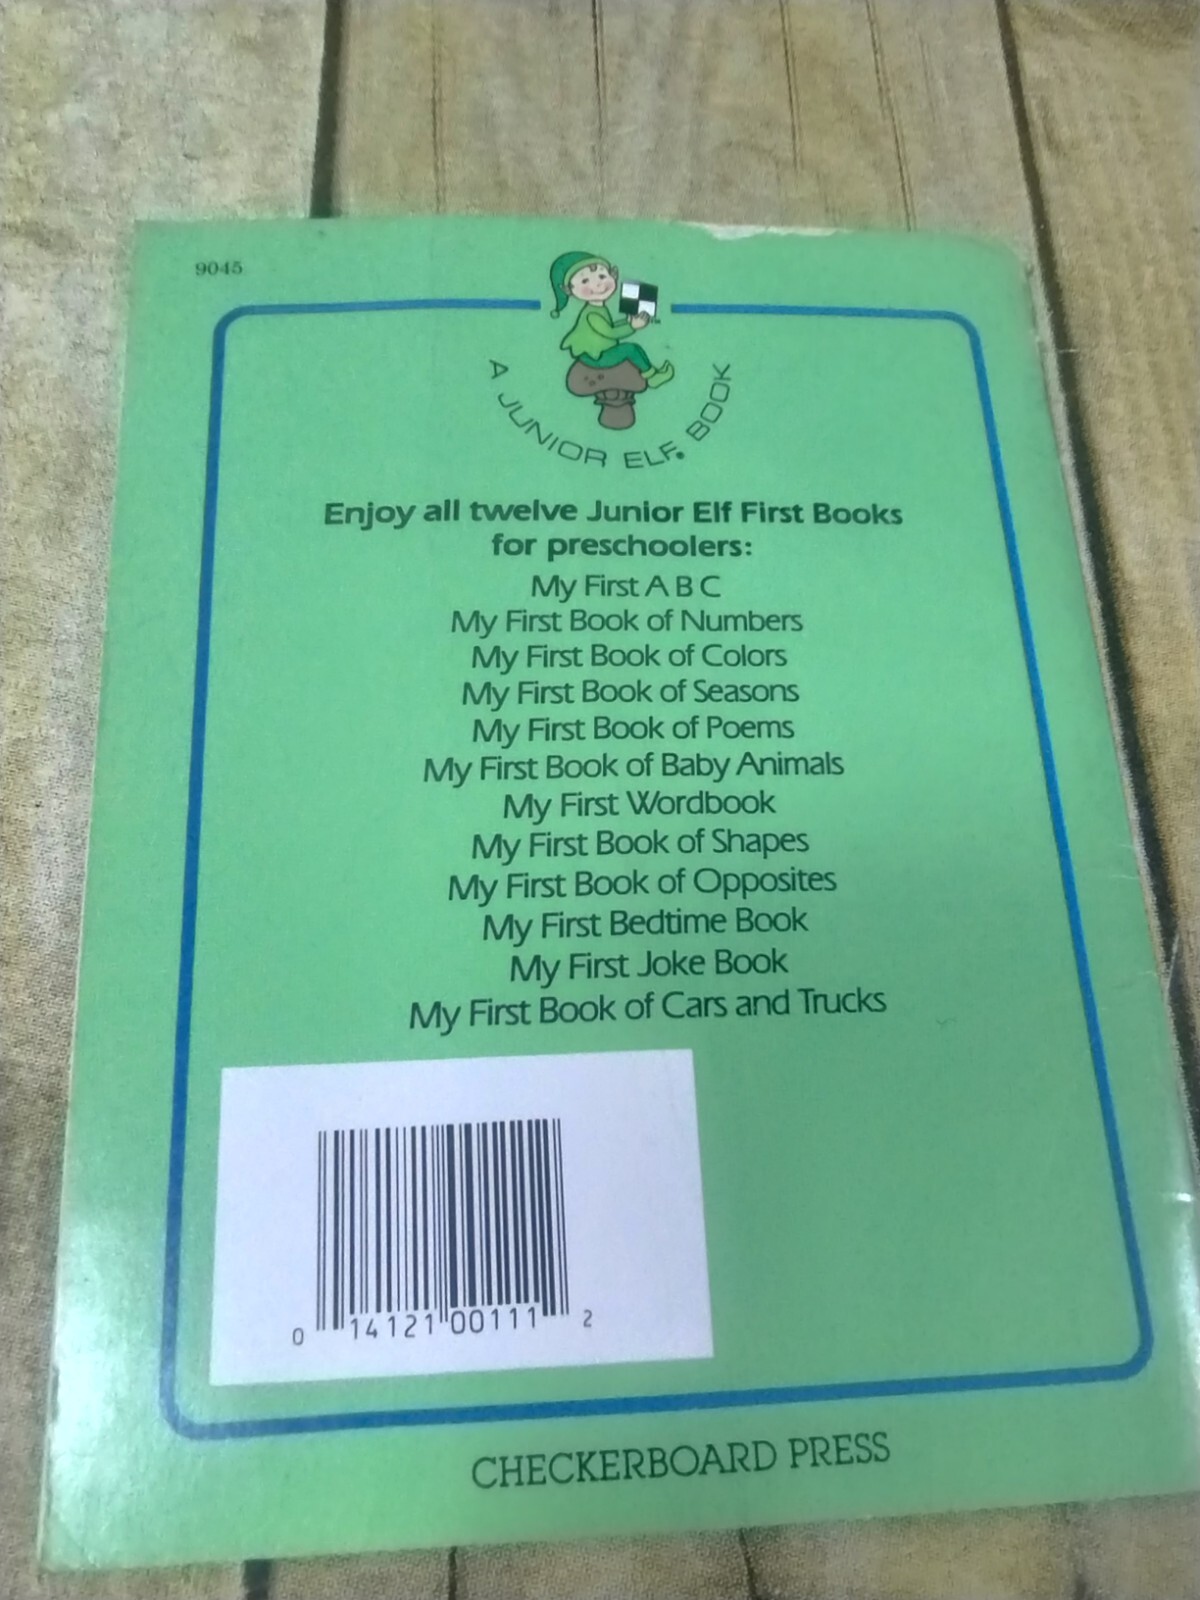 9045
A JUNIOR ELF BOOK
Enjoy all twelve Junior Elf First Books
for preschoolers:
My First A B C
My First Book of Numbers
My First Book of Colors
My First Book of Seasons
My First Book of Poems
My First Book of Baby Animals
My First Wordbook
My First Book of Shapes
My First Book of Opposites
My First Bedtime Book
My First Joke Book
My First Book of Cars and Trucks
0 14121 00111 2
CHECKERBOARD PRESS